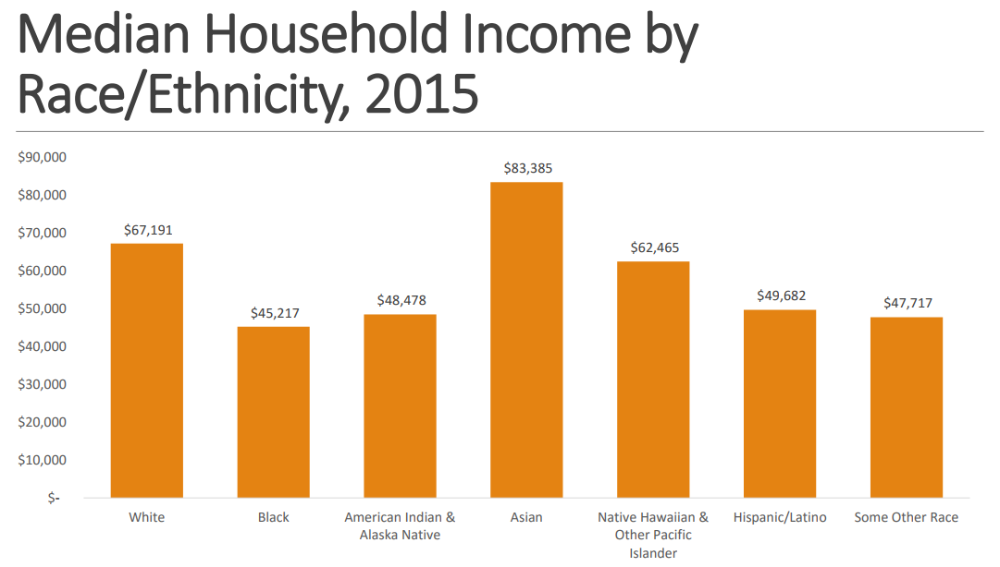 Median Household Income by
Race/Ethnicity, 2015
$90,000
$80,000
$70,000
$60,000
$50,000
$40,000
$30,000
$20,000
$10,000
$-
$67,191
$45,217
$48,478
$83,385
$62,465
$49,682
$47,717
White
Black
American Indian &
Alaska Native
Asian
Native Hawaiian &
Other Pacific
Islander
Hispanic/Latino
Some Other Race